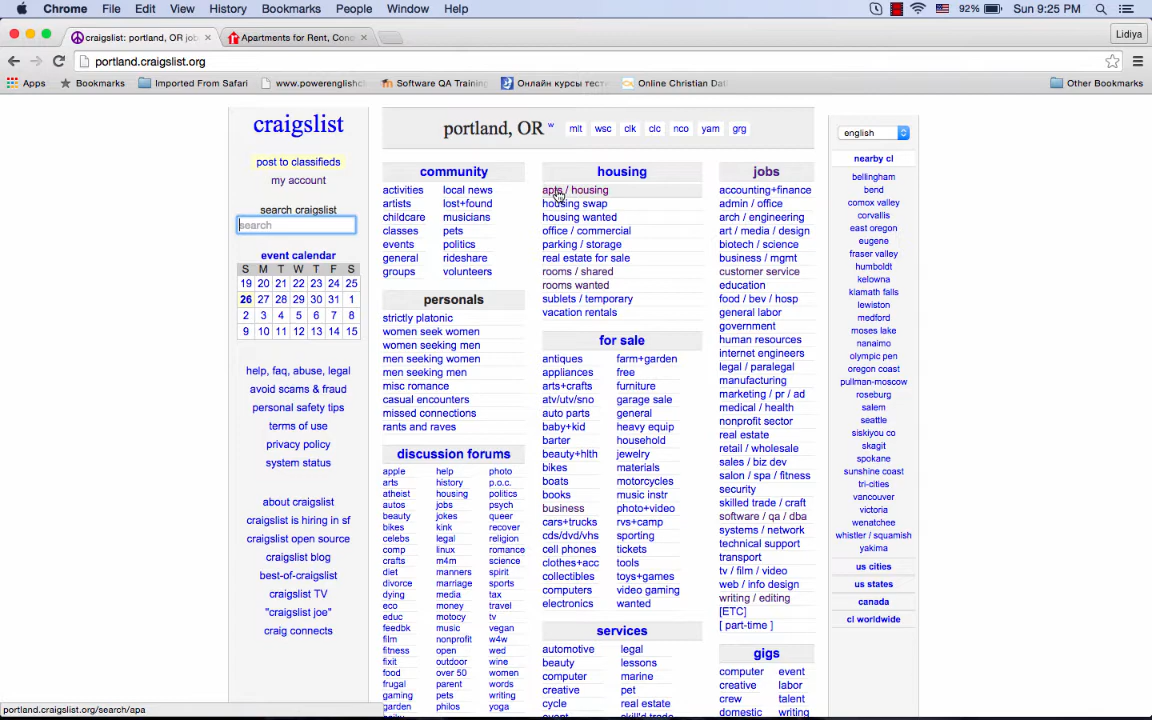 Chrome File Edit View History Bookmarks People Window Help 92% Sun 9:25 PM
craigslist: portland, OR job Apartments for Rent, Cond Lidiya
portland.craigslist.org
Apps Bookmarks Imported From Safari www.powerenglish Software QA Training Онлайн курсы тест Online Christian Dat Other Bookmarks
craigslist
post to classifieds
my account
search craigslist
search
event calendar
S M T W T F S
19 20 21 22 23 24 25
26 27 28 29 30 31 1
2 3 4 5 6 7 8
9 10 11 12 13 14 15
help, faq, abuse, legal
avoid scams & fraud
personal safety tips
terms of use
privacy policy
system status
about craigslist
craigslist is hiring in sf
craigslist open source
craigslist blog
best-of-craigslist
craigslist TV
"craigslist joe"
craig connects
portland, OR w mlt wsc clk clc nco yam grg
community
activities local news
artists lost+found
childcare musicians
classes pets
events politics
general rideshare
groups volunteers
personals
strictly platonic
women seek women
women seeking men
men seeking women
men seeking men
misc romance
casual encounters
missed connections
rants and raves
discussion forums
apple help photo
arts history p.o.c.
atheist housing politics
autos jobs psych
beauty jokes queer
bikes kink recover
celebs legal religion
comp linux romance
crafts m4m science
diet manners spirit
divorce marriage sports
dying media tax
eco money travel
educ motocy tv
feedbk music vegan
film nonprofit w4w
fitness open wed
fixit outdoor wine
food over 50 women
frugal parent words
gaming pets writing
garden philos yoga
housing
apts / housing
housing swap
housing wanted
office / commercial
parking / storage
real estate for sale
rooms / shared
rooms wanted
sublets / temporary
vacation rentals
for sale
antiques farm+garden
appliances free
arts+crafts furniture
atv/utv/sno garage sale
auto parts general
baby+kid heavy equip
barter household
beauty+hlth jewelry
bikes materials
boats motorcycles
books music instr
business photo+video
cars+trucks rvs+camp
cds/dvd/vhs sporting
cell phones tickets
clothes+acc tools
collectibles toys+games
computers video gaming
electronics wanted
services
automotive legal
beauty lessons
computer marine
creative pet
cycle real estate
event skill'd trade
jobs
accounting+finance
admin / office
arch / engineering
art / media / design
biotech / science
business / mgmt
customer service
education
food / bev / hosp
general labor
government
human resources
internet engineers
legal / paralegal
manufacturing
marketing / pr / ad
medical / health
nonprofit sector
real estate
retail / wholesale
sales / biz dev
salon / spa / fitness
security
skilled trade / craft
software / qa / dba
systems / network
technical support
transport
tv / film / video
web / info design
writing / editing
[ETC]
[ part-time ]
gigs
computer event
creative labor
crew talent
domestic writing
english
nearby cl
bellingham
bend
comox valley
corvallis
east oregon
eugene
fraser valley
humboldt
kelowna
klamath falls
lewiston
medford
moses lake
nanaimo
olympic pen
oregon coast
pullman-moscow
roseburg
salem
seattle
siskiyou co
skagit
spokane
sunshine coast
tri-cities
vancouver
victoria
wenatchee
whistler / squamish
yakima
us cities
us states
canada
cl worldwide
portland.craigslist.org/search/apa